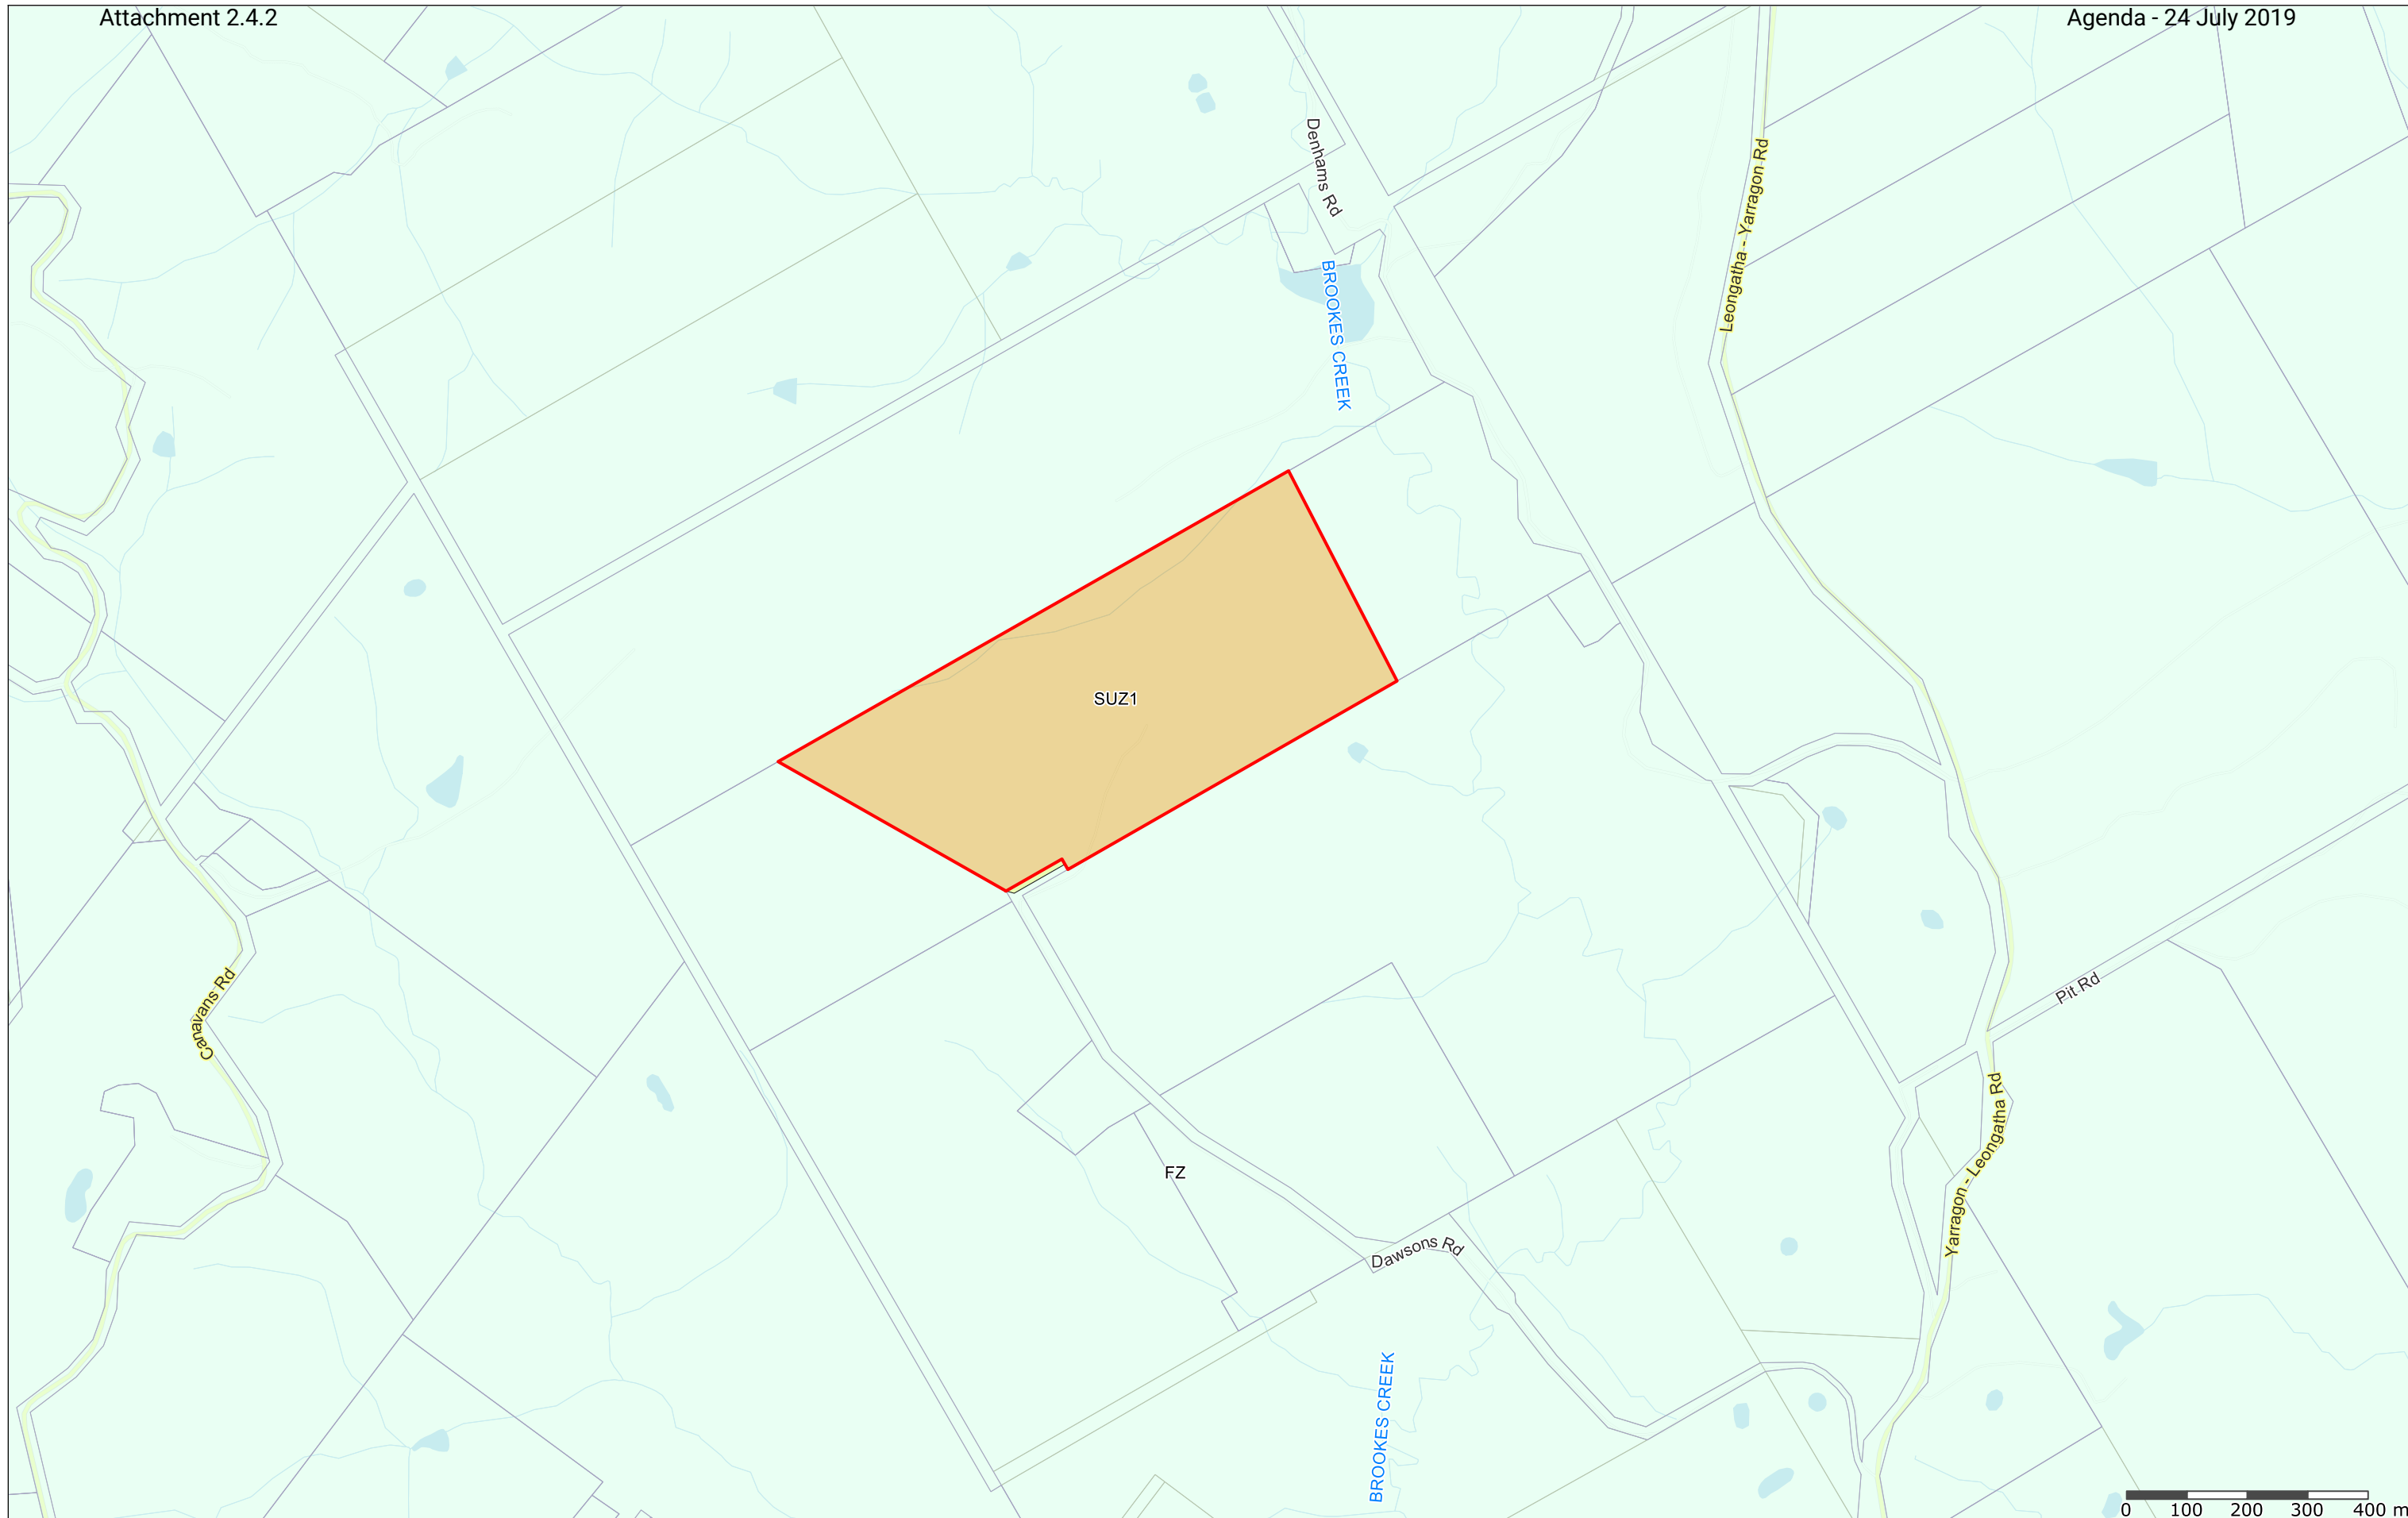 Attachment 2.4.2
Agenda - 24 July 2019
Denhams Rd
Leongatha - Yarragon Rd
BROOKES CREEK
SUZ1
Canavans Rd
Pit Rd
Yarragon - Leongatha Rd
FZ
Dawsons Rd
BROOKES CREEK
0 100 200 300 400 m